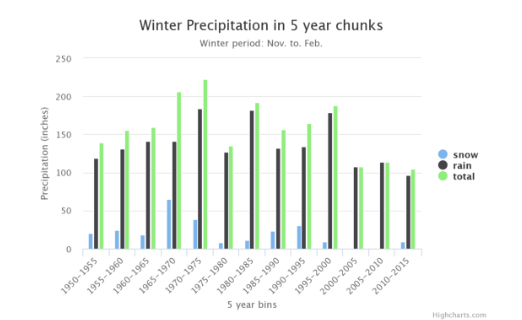 Winter Precipitation in 5 year chunks
Winter period: Nov. to. Feb.
Precipitation (inches)
250
200
150
100
50
0
snow
rain
total
1950-1955
1955-1960
1960-1965
1965-1970
1970-1975
1975-1980
1980-1985
1985-1990
1990-1995
1995-2000
2000-2005
2005-2010
2010-2015
5 year bins
Highcharts.com